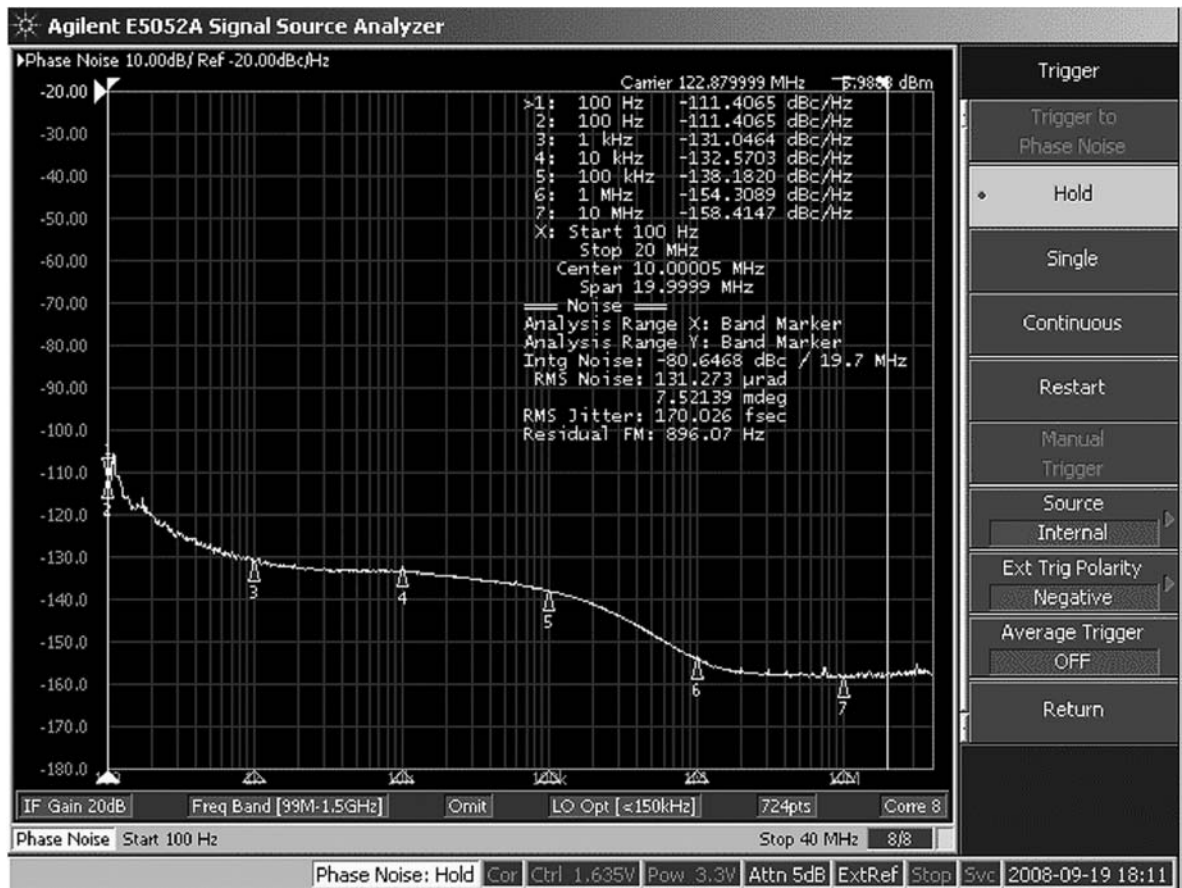 Agilent E5052A Signal Source Analyzer
▶Phase Noise 10.00dB/ Ref -20.00dBc/Hz
Carrier 122.879999 MHz dBm
>1: 100 Hz -111.4065 dBc/Hz
2: 100 Hz -111.4065 dBc/Hz
3: 1 kHz -131.0464 dBc/Hz
4: 10 kHz -132.5703 dBc/Hz
5: 100 kHz -138.1820 dBc/Hz
6: 1 MHz -154.3089 dBc/Hz
7: 10 MHz -158.4147 dBc/Hz
X: Start 100 Hz
Stop 20 MHz
Center 10.00005 MHz
Span 19.9999 MHz
Noise
Analysis Range X: Band Marker
Analysis Range Y: Band Marker
Intg Noise: -80.6468 dBc / 19.7 MHz
RMS Noise: 131.273 µrad
7.52139 mdeg
RMS Jitter: 170.026 fsec
Residual FM: 896.07 Hz
-20.00
-30.00
-40.00
-50.00
-60.00
-70.00
-80.00
-90.00
-100.0
-110.0
-120.0
-130.0
-140.0
-150.0
-160.0
-170.0
-180.0
2
3
4
5
6
7
IF Gain 20dB
Freq Band [99M-1.5GHz]
Omit
LO Opt [<150kHz]
724pts
Corre 8
Phase Noise Start 100 Hz
Stop 40 MHz 8/8
Phase Noise: Hold Cor Ctrl 1.635V Pow 3.3V Attn 5dB ExtRef Stop Svc 2008-09-19 18:11
Trigger
Trigger to
Phase Noise
Hold
Single
Continuous
Restart
Manual
Trigger
Source
Internal
Ext Trig Polarity
Negative
Average Trigger
OFF
Return